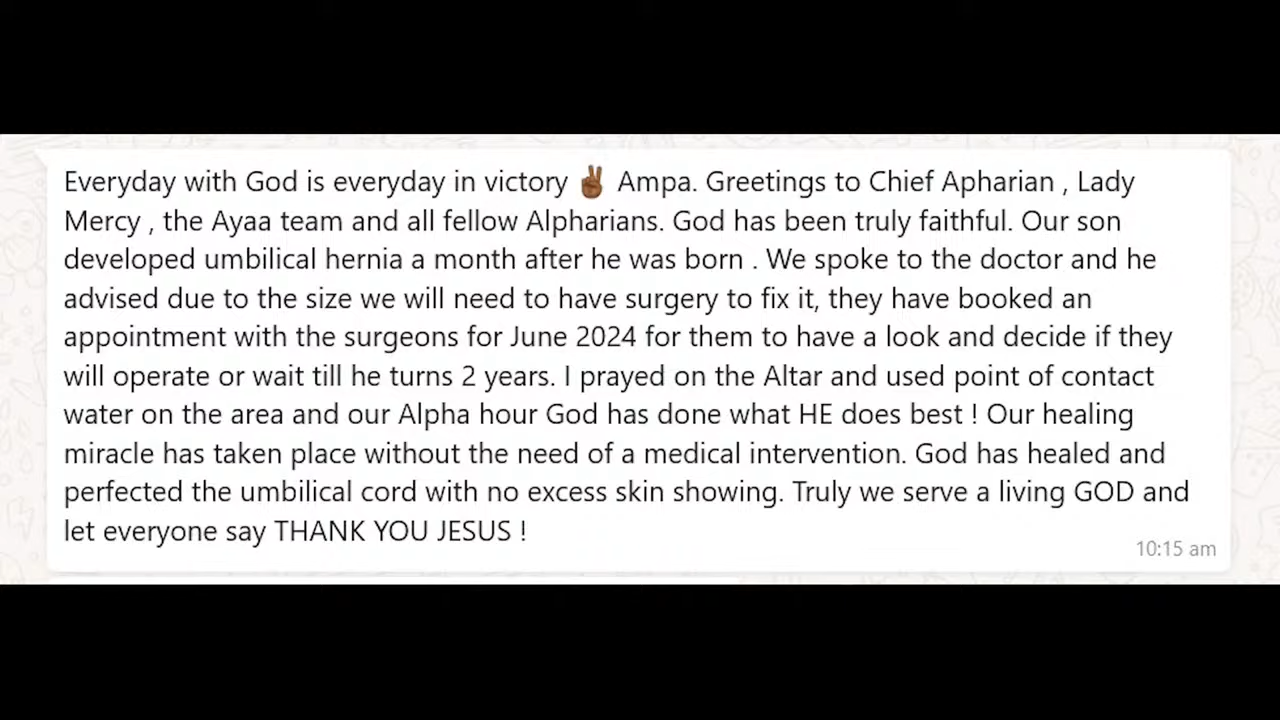 Everyday with God is everyday in victory ✌🏾 Ampa. Greetings to Chief Apharian , Lady
Mercy , the Ayaa team and all fellow Alpharians. God has been truly faithful. Our son
developed umbilical hernia a month after he was born . We spoke to the doctor and he
advised due to the size we will need to have surgery to fix it, they have booked an
appointment with the surgeons for June 2024 for them to have a look and decide if they
will operate or wait till he turns 2 years. I prayed on the Altar and used point of contact
water on the area and our Alpha hour God has done what HE does best ! Our healing
miracle has taken place without the need of a medical intervention. God has healed and
perfected the umbilical cord with no excess skin showing. Truly we serve a living GOD and
let everyone say THANK YOU JESUS !
10:15 am